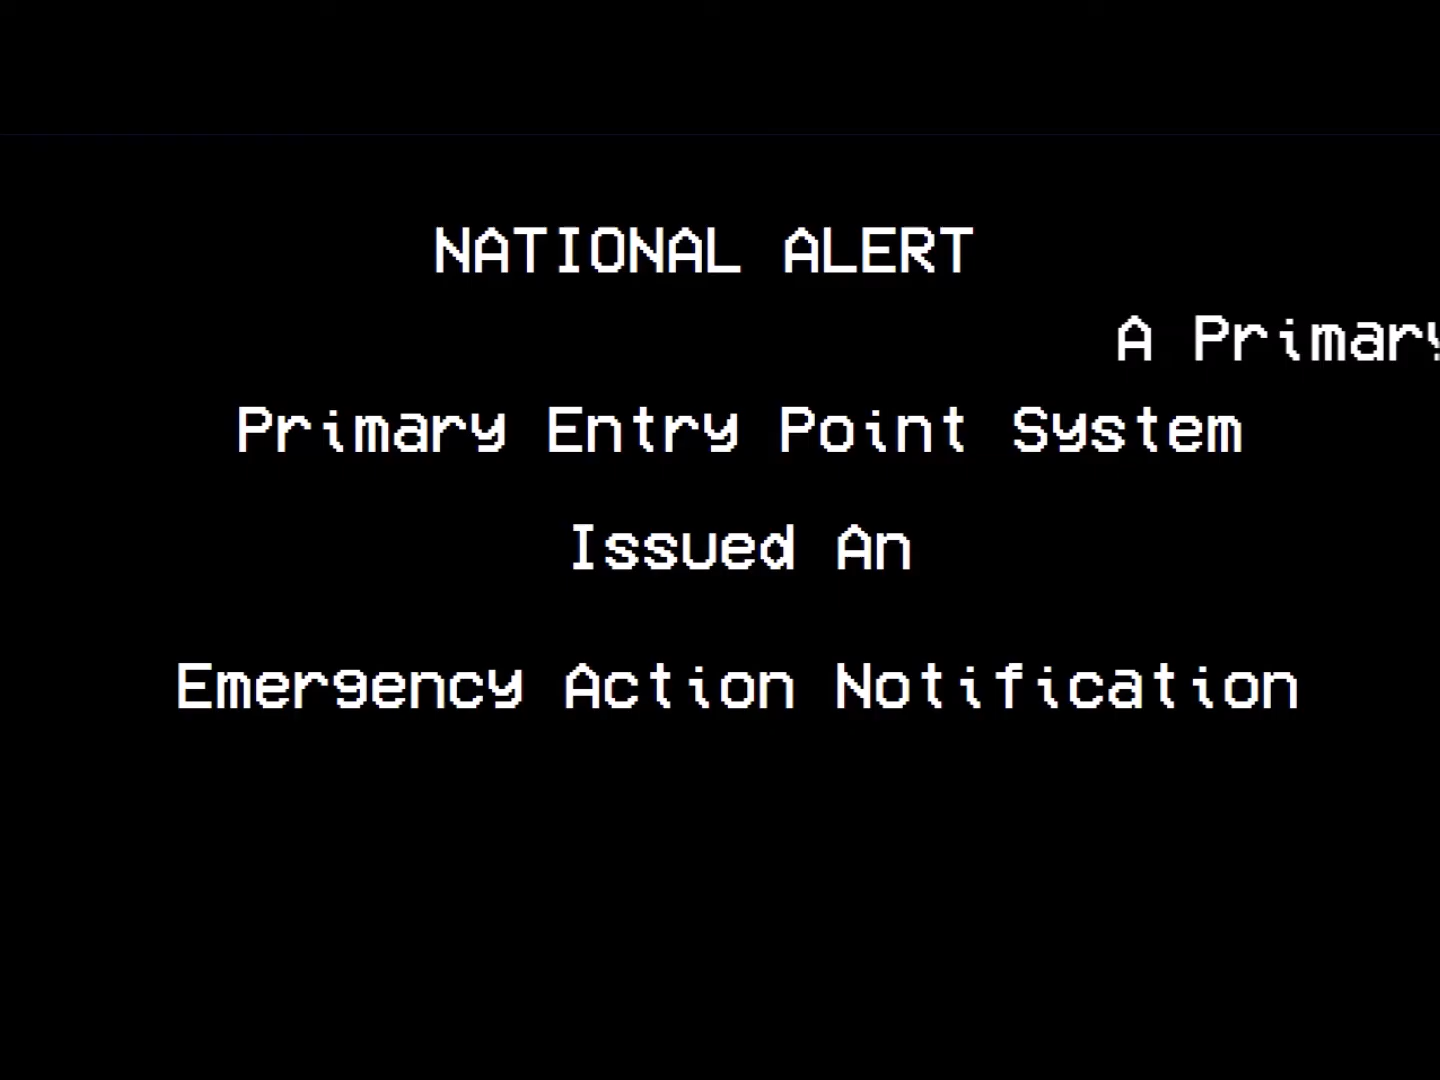 NATIONAL ALERT
A Primary
Primary Entry Point System
Issued An
Emergency Action Notification